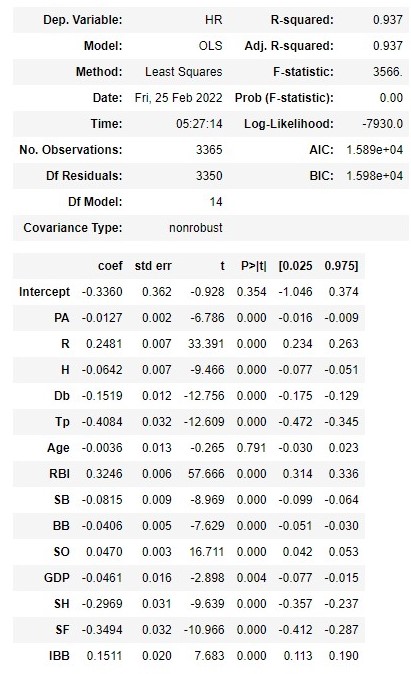 Dep. Variable: HR R-squared: 0.937
Model: OLS Adj. R-squared: 0.937
Method: Least Squares F-statistic: 3566.
Date: Fri, 25 Feb 2022 Prob (F-statistic): 0.00
Time: 05:27:14 Log-Likelihood: -7930.0
No. Observations: 3365 AIC: 1.589e+04
Df Residuals: 3350 BIC: 1.598e+04
Df Model: 14
Covariance Type: nonrobust
coef std err t P>|t| [0.025 0.975]
Intercept -0.3360 0.362 -0.928 0.354 -1.046 0.374
PA -0.0127 0.002 -6.786 0.000 -0.016 -0.009
R 0.2481 0.007 33.391 0.000 0.234 0.263
H -0.0642 0.007 -9.466 0.000 -0.077 -0.051
Db -0.1519 0.012 -12.756 0.000 -0.175 -0.129
Tp -0.4084 0.032 -12.609 0.000 -0.472 -0.345
Age -0.0036 0.013 -0.265 0.791 -0.030 0.023
RBI 0.3246 0.006 57.666 0.000 0.314 0.336
SB -0.0815 0.009 -8.969 0.000 -0.099 -0.064
BB -0.0406 0.005 -7.629 0.000 -0.051 -0.030
SO 0.0470 0.003 16.711 0.000 0.042 0.053
GDP -0.0461 0.016 -2.898 0.004 -0.077 -0.015
SH -0.2969 0.031 -9.639 0.000 -0.357 -0.237
SF -0.3494 0.032 -10.966 0.000 -0.412 -0.287
IBB 0.1511 0.020 7.683 0.000 0.113 0.190